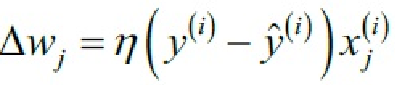 Δw_j = η(y^(i) − ŷ^(i))x_j^(i)